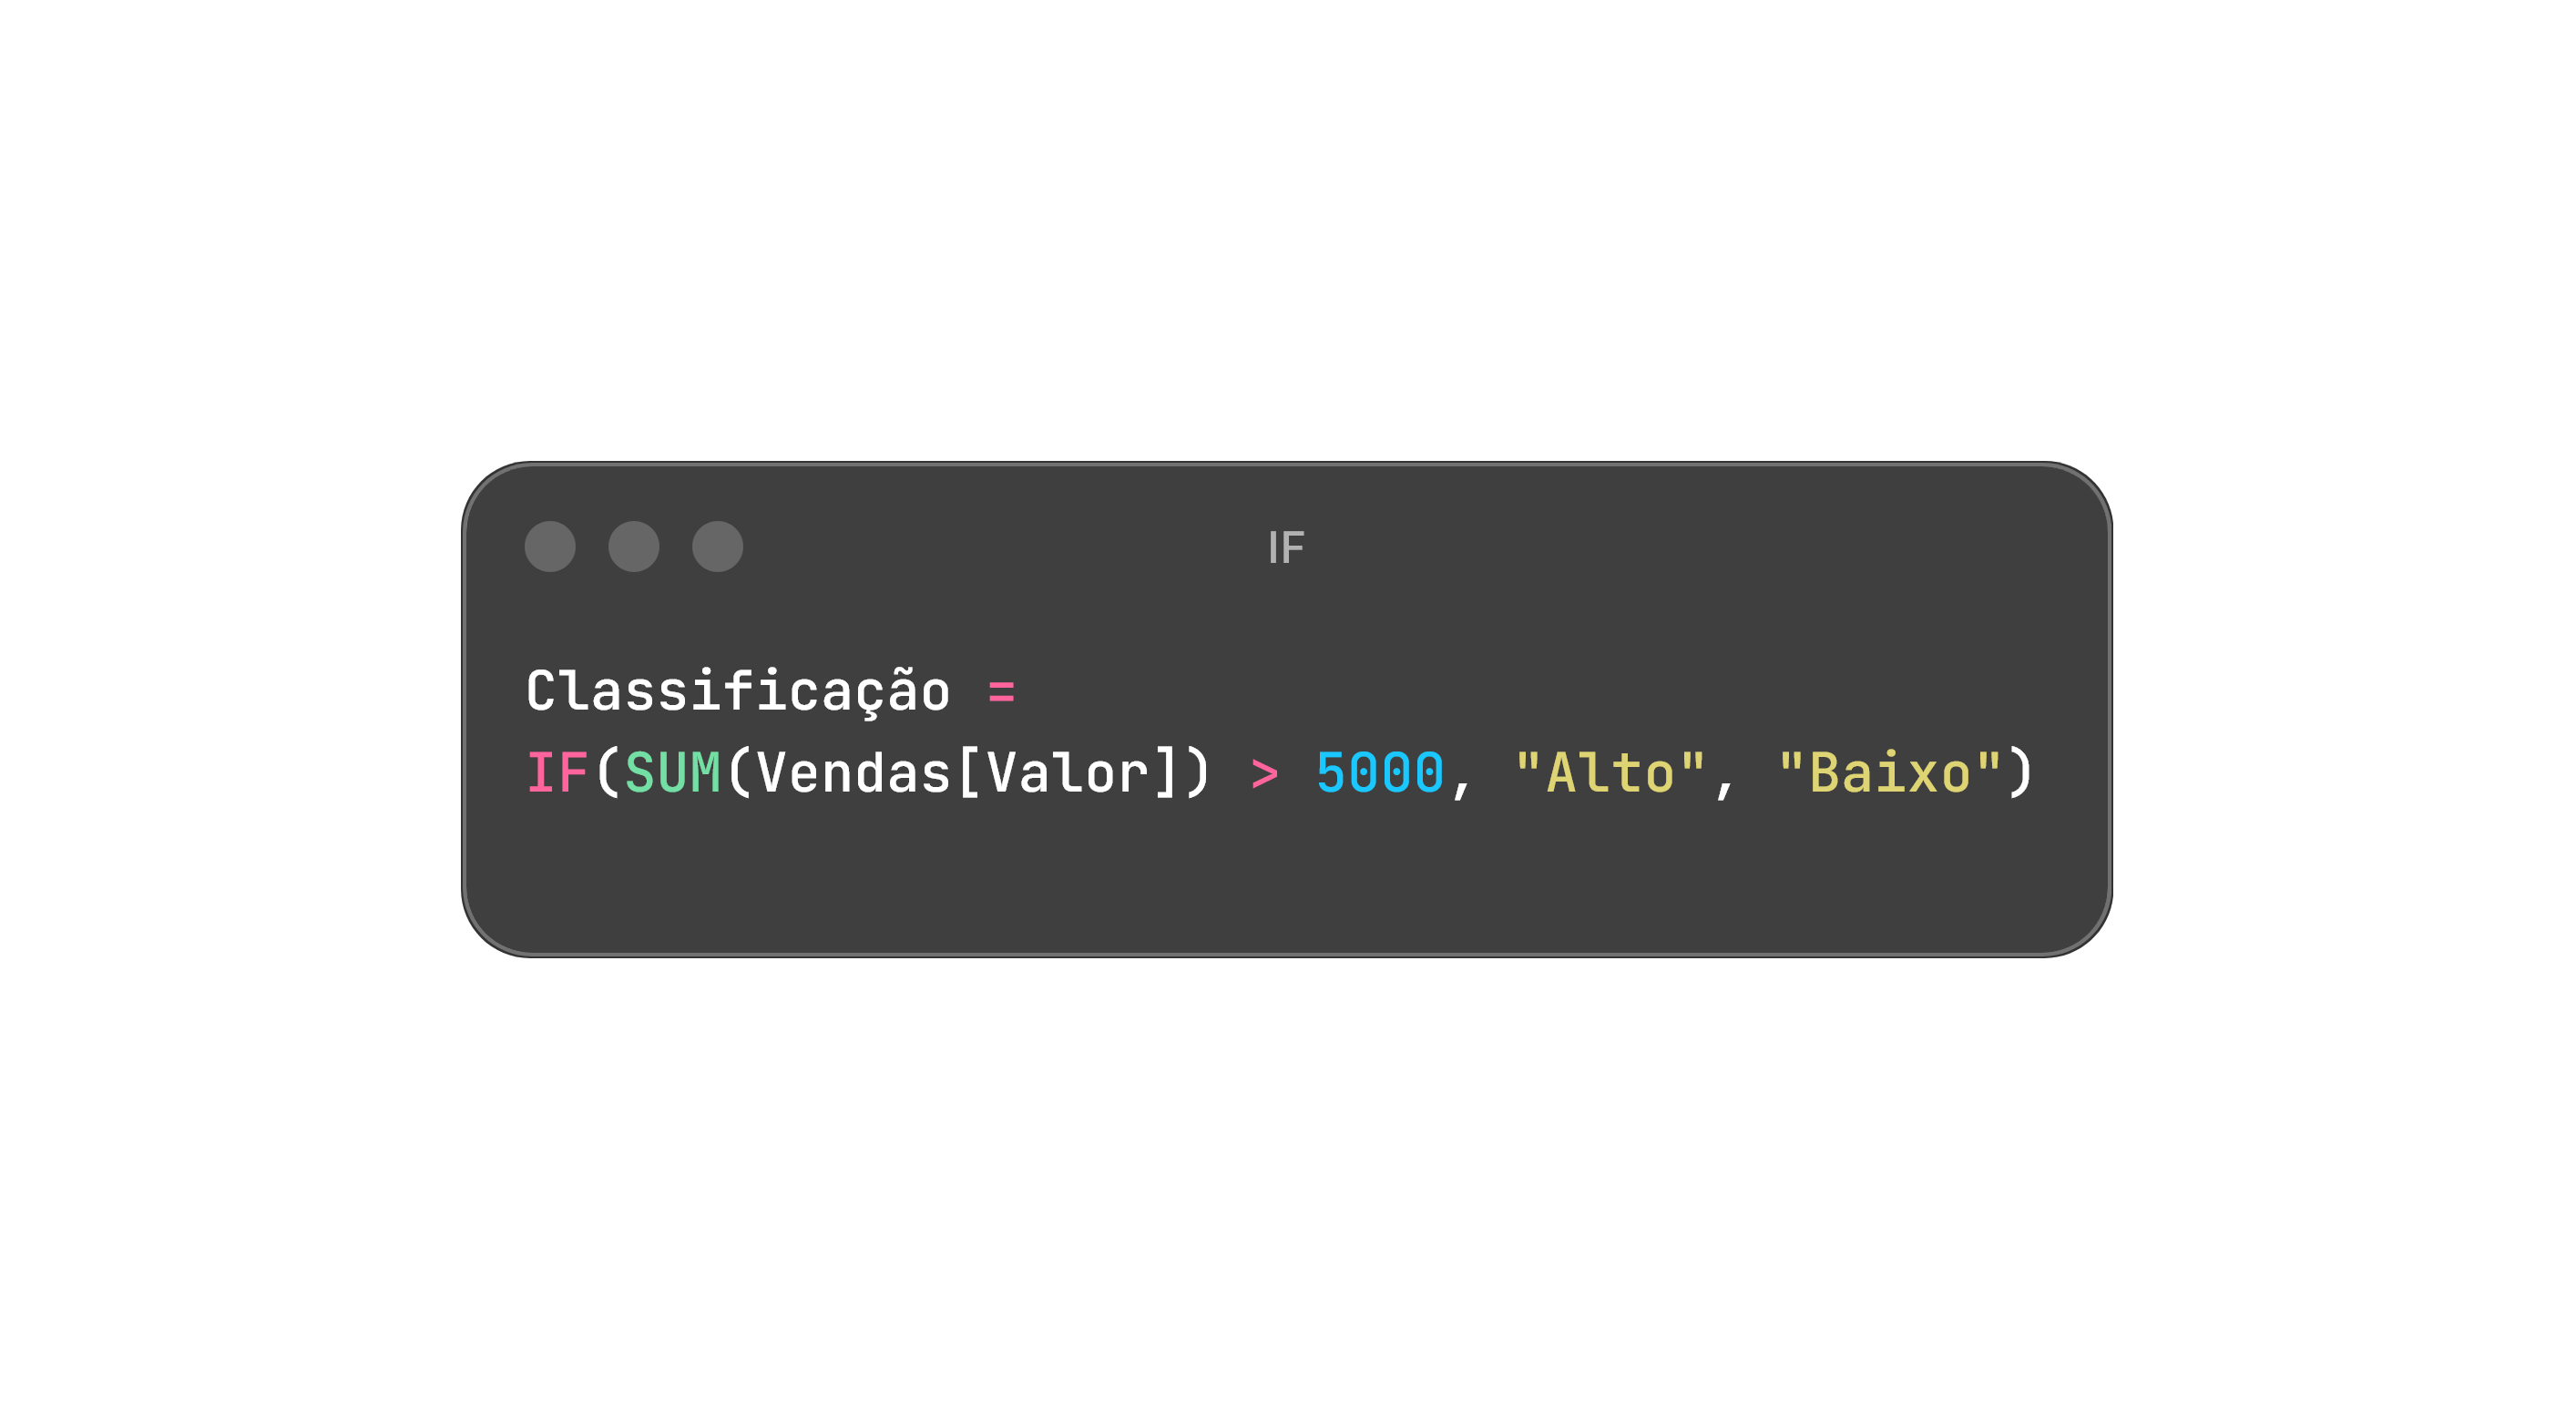 IF
Classificação =
IF(SUM(Vendas[Valor]) > 5000, "Alto", "Baixo")